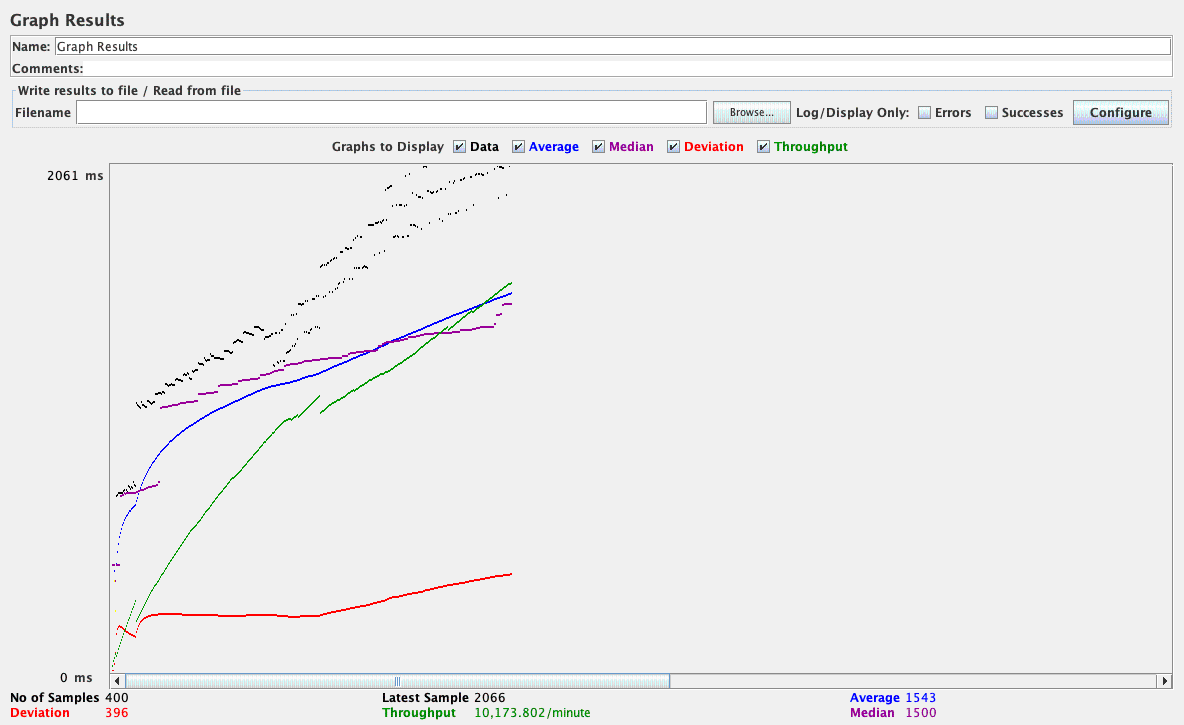 Graph Results
Name: Graph Results
Comments:
Write results to file / Read from file
Filename Browse... Log/Display Only: Errors Successes Configure
Graphs to Display Data Average Median Deviation Throughput
2061 ms
0 ms
No of Samples 400 Latest Sample 2066 Average 1543
Deviation 396 Throughput 10,173.802/minute Median 1500